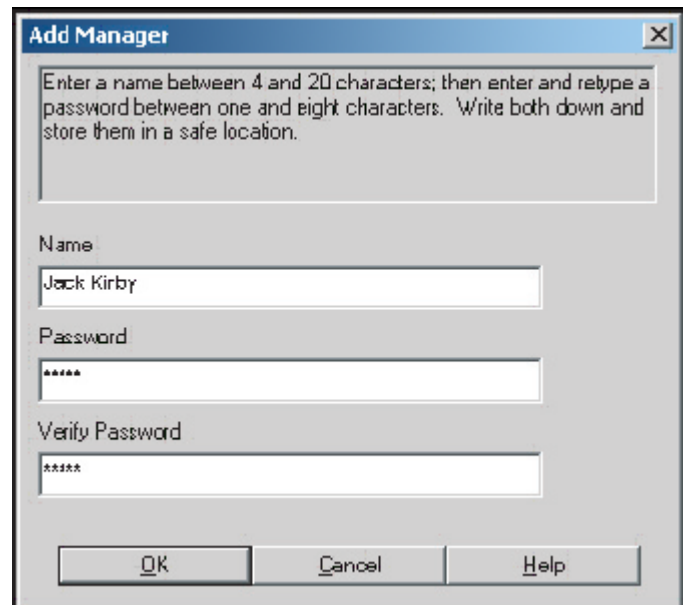 Add Manager
Enter a name between 4 and 20 characters; then enter and retype a
password between one and eight characters. Write both down and
store them in a safe location.
Name
Jack Kirby
Password
*****
Verify Password
*****
OK Cancel Help